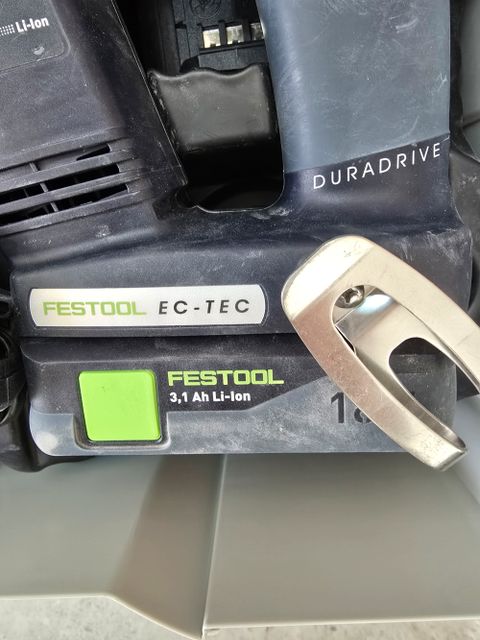 Li-Ion
DURADRIVE
FESTOOL EC-TEC
FESTOOL
3,1 Ah Li-Ion